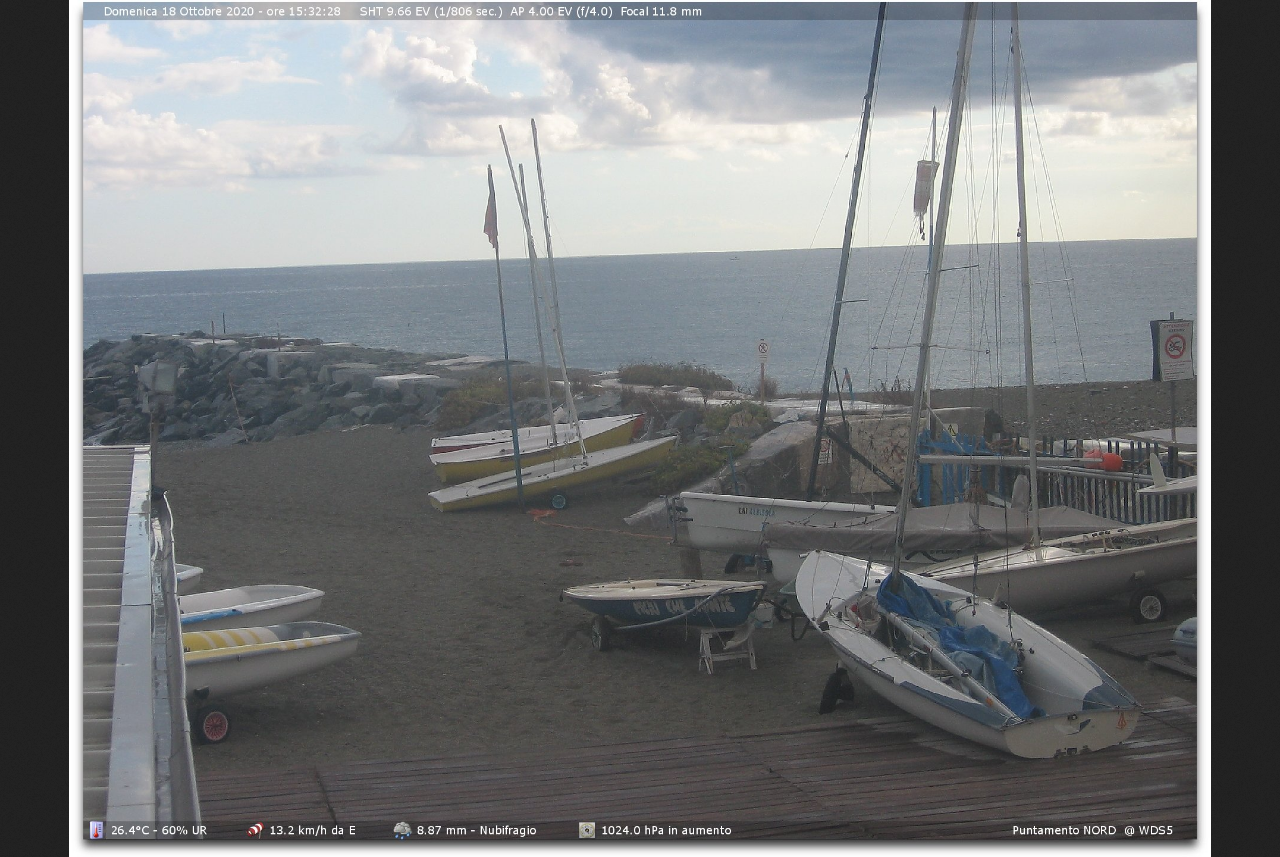 Domenica 18 Ottobre 2020 - ore 15:32:28 SHT 9.66 EV (1/806 sec.) AP 4.00 EV (f/4.0) Focal 11.8 mm
26.4°C - 60% UR 13.2 km/h da E 8.87 mm - Nubifragio 1024.0 hPa in aumento Puntamento NORD @ WDS5